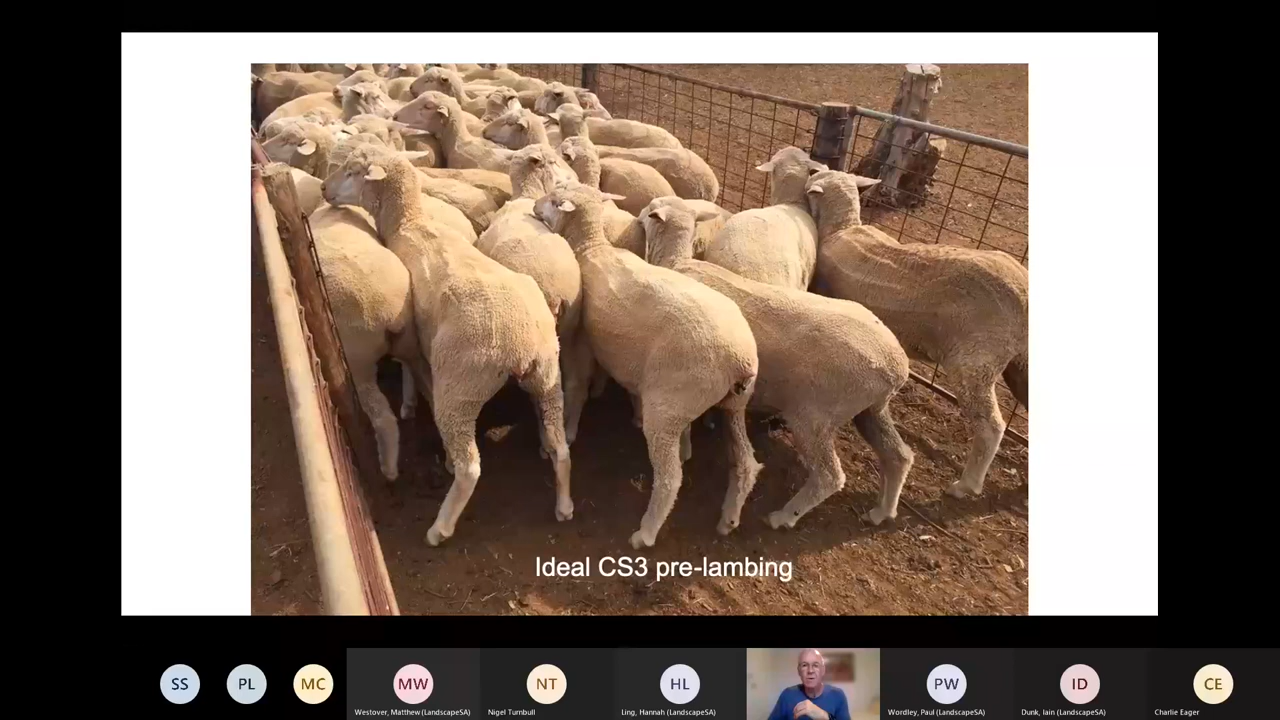 Ideal CS3 pre-lambing
SS
PL
MC
MW
NT
HL
PW
ID
CE
Westover, Matthew (LandscapeSA)
Nigel Turnbull
Ling, Hannah (LandscapeSA)
Wordley, Paul (LandscapeSA)
Dunk, Iain (LandscapeSA)
Charlie Eager